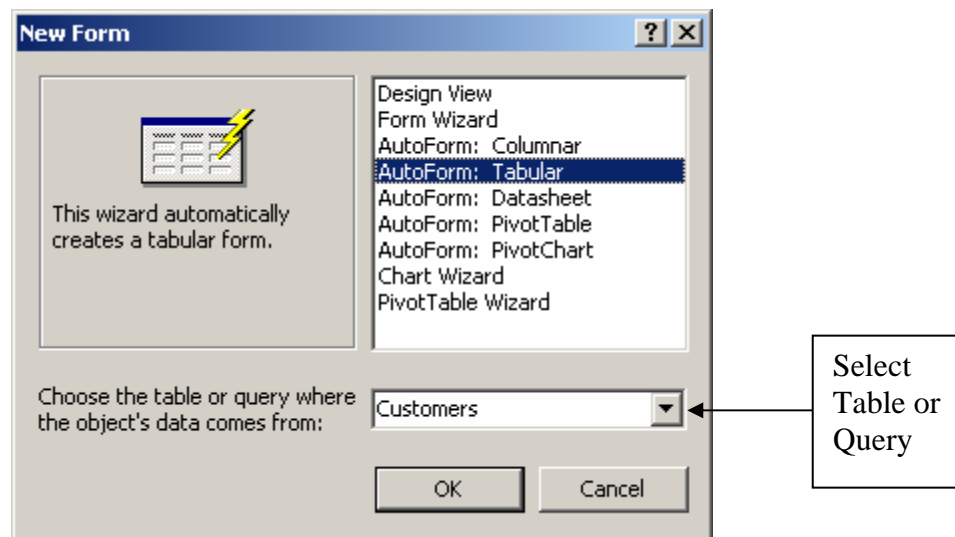 New Form
This wizard automatically
creates a tabular form.
Design View
Form Wizard
AutoForm: Columnar
AutoForm: Tabular
AutoForm: Datasheet
AutoForm: PivotTable
AutoForm: PivotChart
Chart Wizard
PivotTable Wizard
Choose the table or query where
the object's data comes from:
Customers
Select
Table or
Query
OK
Cancel